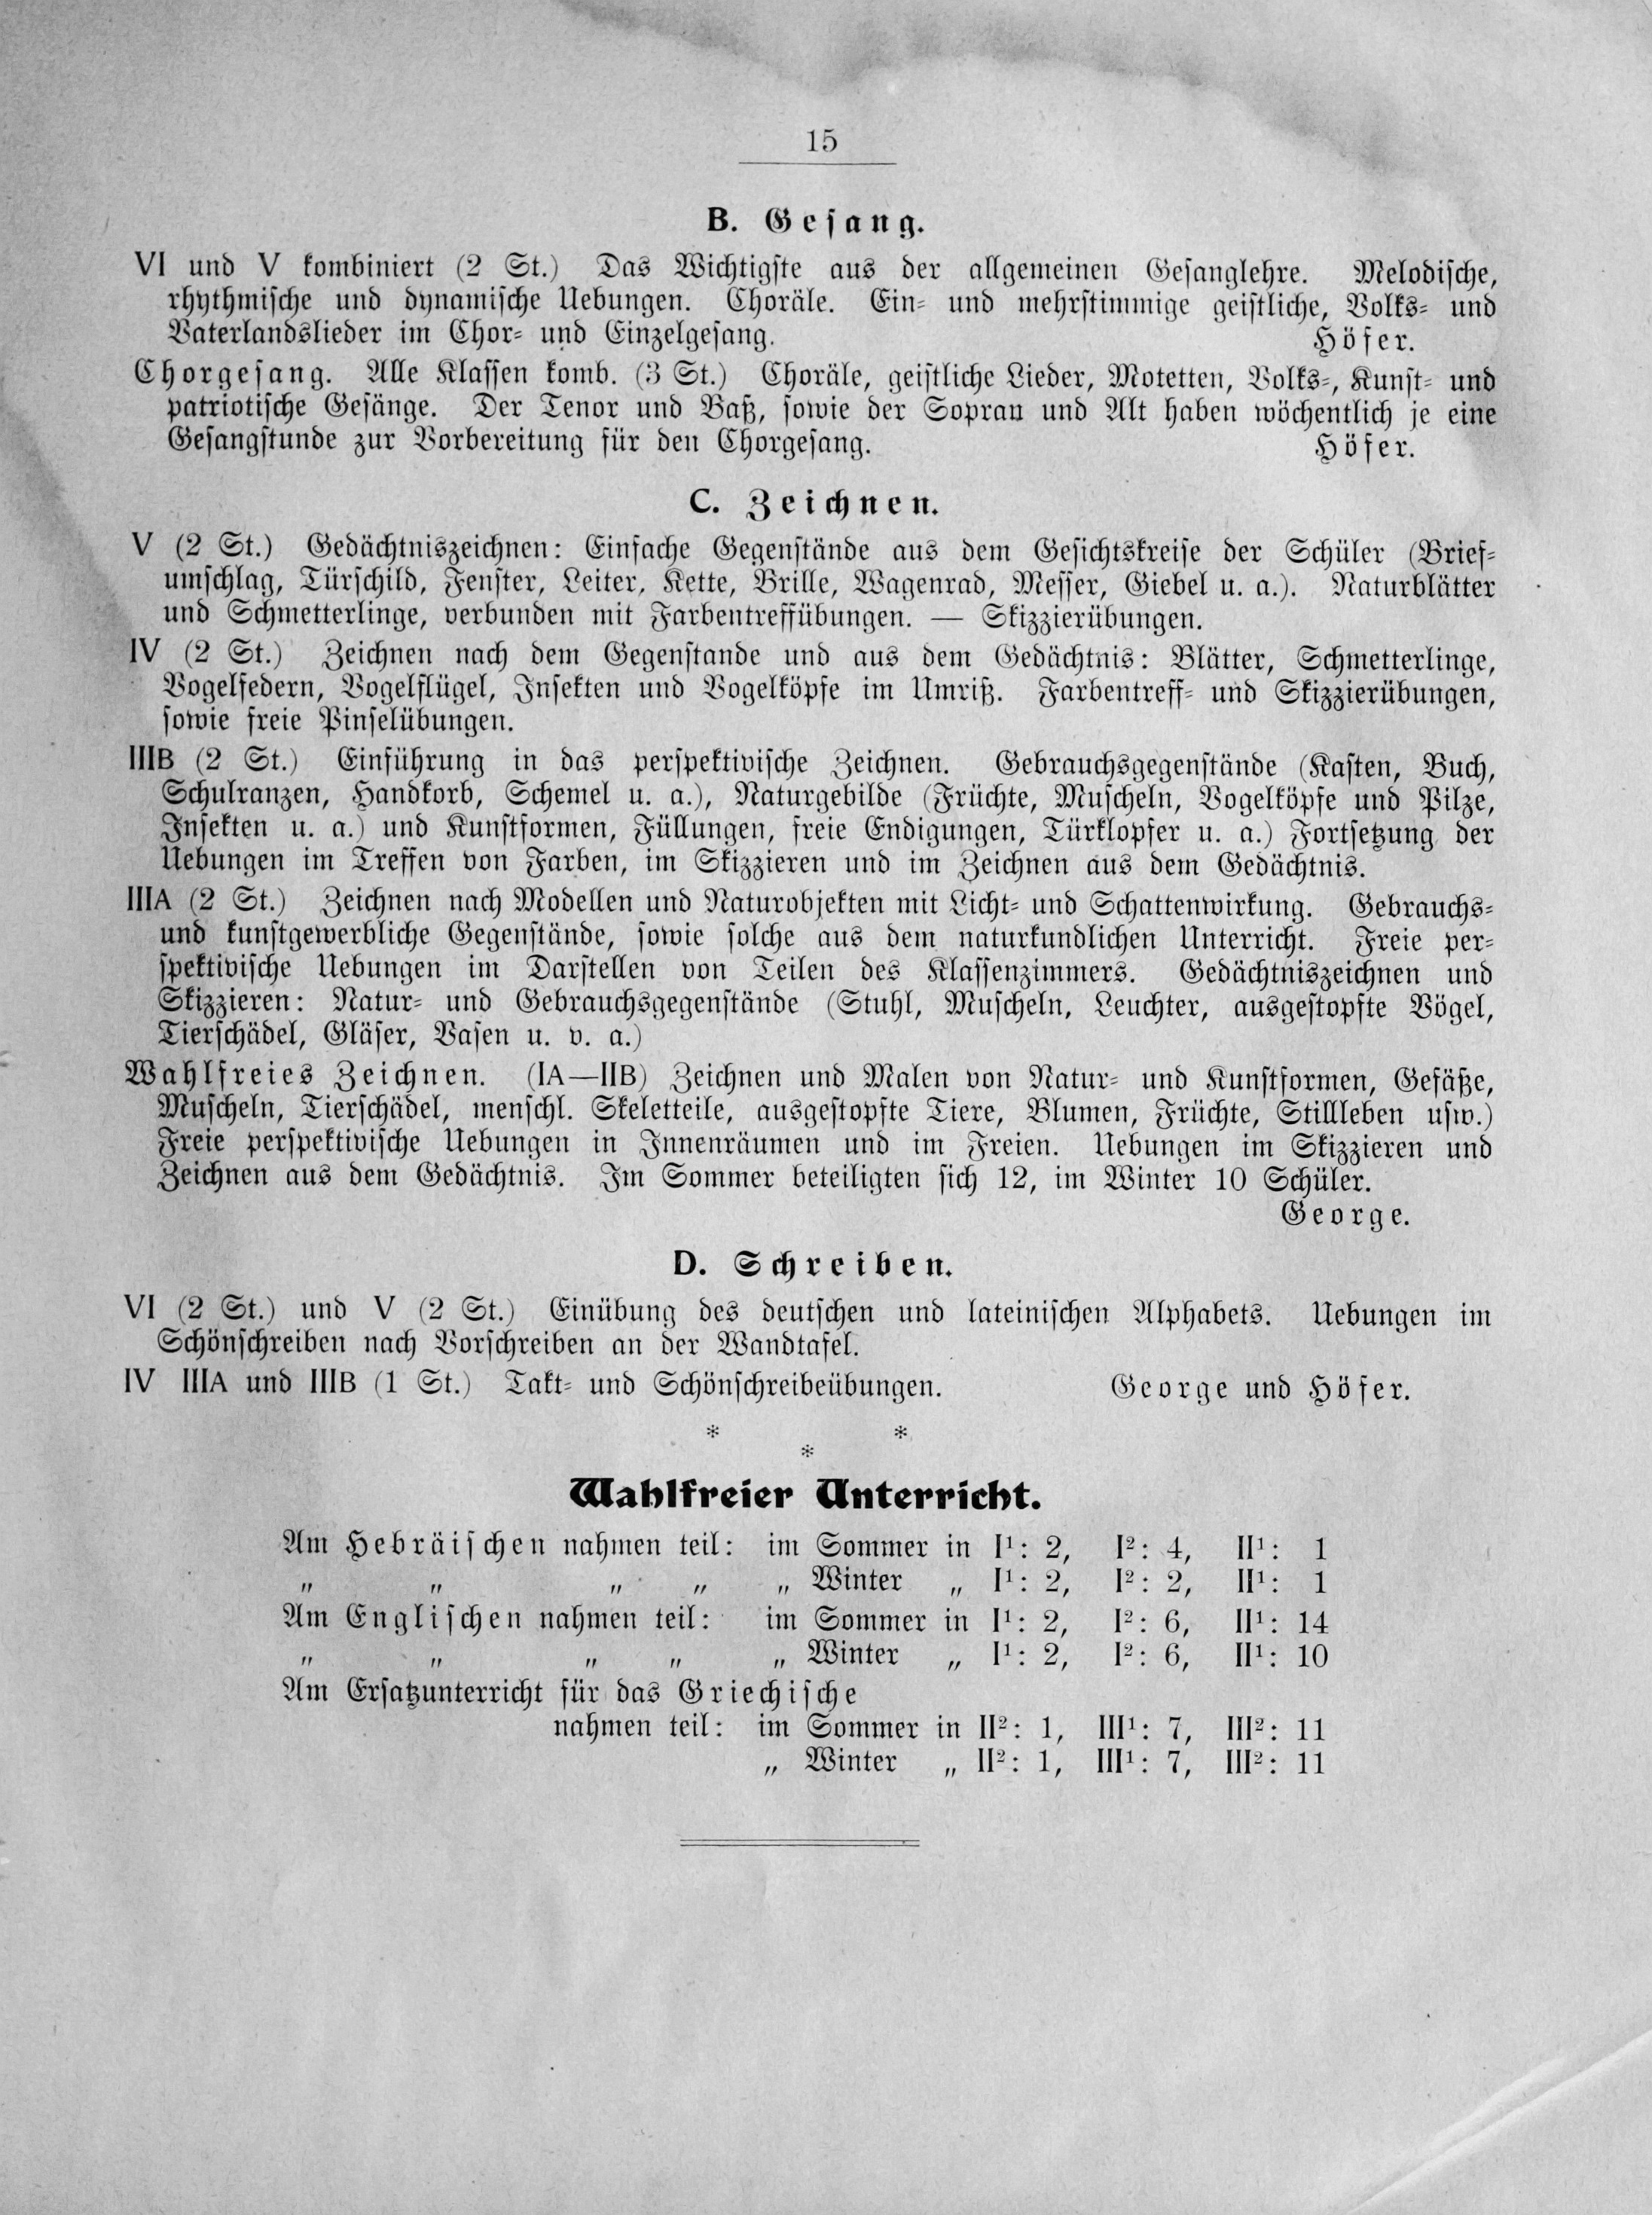 15
B. Gesang.
VI und V kombiniert (2 St.) Das Wichtigste aus der allgemeinen Gesanglehre. Melodische,
rhythmische und dynamische Uebungen. Choräle. Ein- und mehrstimmige geistliche, Volks- und
Vaterlandslieder im Chor- und Einzelgesang. Höfer.
Chorgesang. Alle Klassen komb. (3 St.) Choräle, geistliche Lieder, Motetten, Volks-, Kunst- und
patriotische Gesänge. Der Tenor und Baß, sowie der Sopran und Alt haben wöchentlich je eine
Gesangstunde zur Vorbereitung für den Chorgesang. Höfer.
C. Zeichnen.
V (2 St.) Gedächtniszeichnen: Einfache Gegenstände aus dem Gesichtskreise der Schüler (Brief-
umschlag, Türschild, Fenster, Leiter, Kette, Brille, Wagenrad, Messer, Giebel u. a.). Naturblätter
und Schmetterlinge, verbunden mit Farbentreffübungen. — Skizzierübungen.
IV (2 St.) Zeichnen nach dem Gegenstande und aus dem Gedächtnis: Blätter, Schmetterlinge,
Vogelfedern, Vogelflügel, Insekten und Vogelköpfe im Umriß. Farbentreff- und Skizzierübungen,
sowie freie Pinselübungen.
IIIB (2 St.) Einführung in das perspektivische Zeichnen. Gebrauchsgegenstände (Kasten, Buch,
Schulranzen, Handkorb, Schemel u. a.), Naturgebilde (Früchte, Muscheln, Vogelköpfe und Pilze,
Insekten u. a.) und Kunstformen, Füllungen, freie Endigungen, Türklopfer u. a.) Fortsetzung der
Uebungen im Treffen von Farben, im Skizzieren und im Zeichnen aus dem Gedächtnis.
IIIA (2 St.) Zeichnen nach Modellen und Naturobjekten mit Licht- und Schattenwirkung. Gebrauchs-
und kunstgewerbliche Gegenstände, sowie solche aus dem naturkundlichen Unterricht. Freie per-
spektivische Uebungen im Darstellen von Teilen des Klassenzimmers. Gedächtniszeichnen und
Skizzieren: Natur- und Gebrauchsgegenstände (Stuhl, Muscheln, Leuchter, ausgestopfte Vögel,
Tierschädel, Gläser, Vasen u. v. a.)
Wahlfreies Zeichnen. (IA—IIB) Zeichnen und Malen von Natur- und Kunstformen, Gefäße,
Muscheln, Tierschädel, menschl. Skeletteile, ausgestopfte Tiere, Blumen, Früchte, Stillleben usw.)
Freie perspektivische Uebungen in Innenräumen und im Freien. Uebungen im Skizzieren und
Zeichnen aus dem Gedächtnis. Im Sommer beteiligten sich 12, im Winter 10 Schüler.
George.
D. Schreiben.
VI (2 St.) und V (2 St.) Einübung des deutschen und lateinischen Alphabets. Uebungen im
Schönschreiben nach Vorschreiben an der Wandtafel.
IV IIIA und IIIB (1 St.) Takt- und Schönschreibeübungen. George und Höfer.
* * *
Wahlfreier Unterricht.
Am Hebräischen nahmen teil: im Sommer in I¹: 2, I²: 4, II¹: 1
„ „ „ „ „ Winter „ I¹: 2, I²: 2, II¹: 1
Am Englischen nahmen teil: im Sommer in I¹: 2, I²: 6, II¹: 14
„ „ „ „ „ Winter „ I¹: 2, I²: 6, II¹: 10
Am Ersatzunterricht für das Griechische
nahmen teil: im Sommer in II²: 1, III¹: 7, III²: 11
„ Winter „ II²: 1, III¹: 7, III²: 11